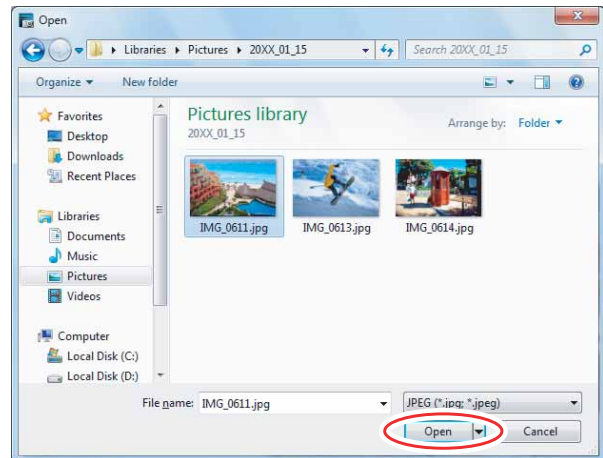 Open
Libraries ▸ Pictures ▸ 20XX_01_15
Search 20XX_01_15
Organize
New folder
Favorites
Desktop
Downloads
Recent Places
Libraries
Documents
Music
Pictures
Videos
Computer
Local Disk (C:)
Local Disk (D:)
Pictures library
20XX_01_15
Arrange by: Folder
IMG_0611.jpg
IMG_0613.jpg
IMG_0614.jpg
File name: IMG_0611.jpg
JPEG (*.jpg; *.jpeg)
Open
Cancel